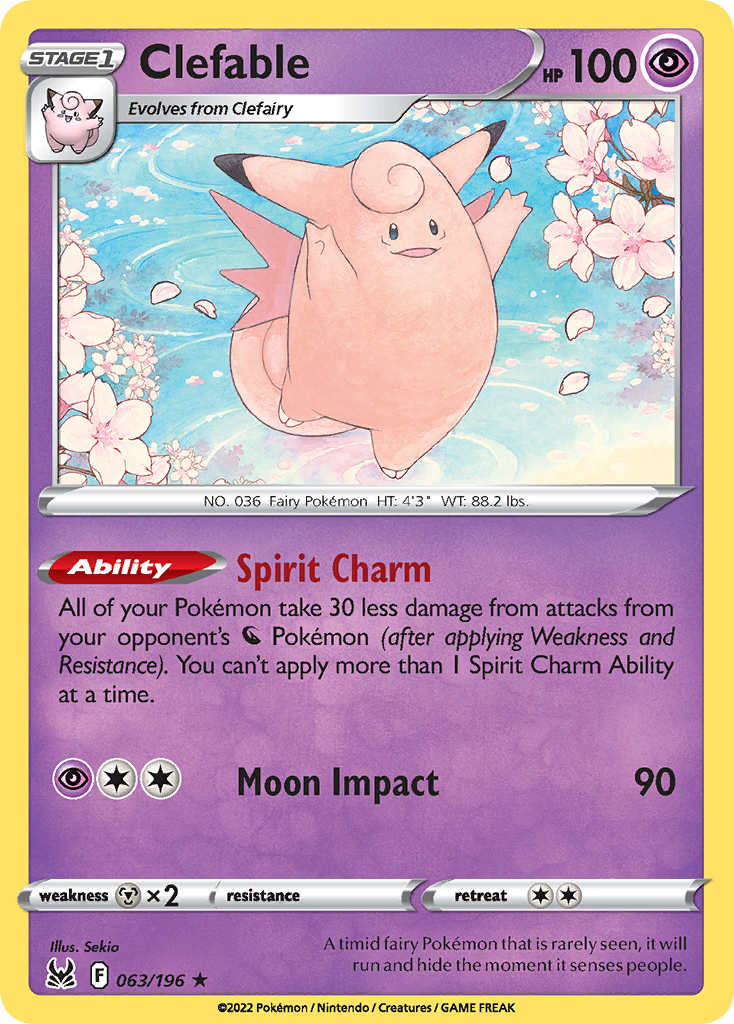 STAGE1
Clefable
HP 100
Evolves from Clefairy
NO. 036 Fairy Pokémon HT: 4'3" WT: 88.2 lbs.
Ability Spirit Charm
All of your Pokémon take 30 less damage from attacks from
your opponent's Pokémon (after applying Weakness and
Resistance). You can't apply more than 1 Spirit Charm Ability
at a time.
Moon Impact 90
weakness ×2 resistance retreat
Illus. Sekio
A timid fairy Pokémon that is rarely seen, it will
run and hide the moment it senses people.
F 063/196 ★
©2022 Pokémon / Nintendo / Creatures / GAME FREAK